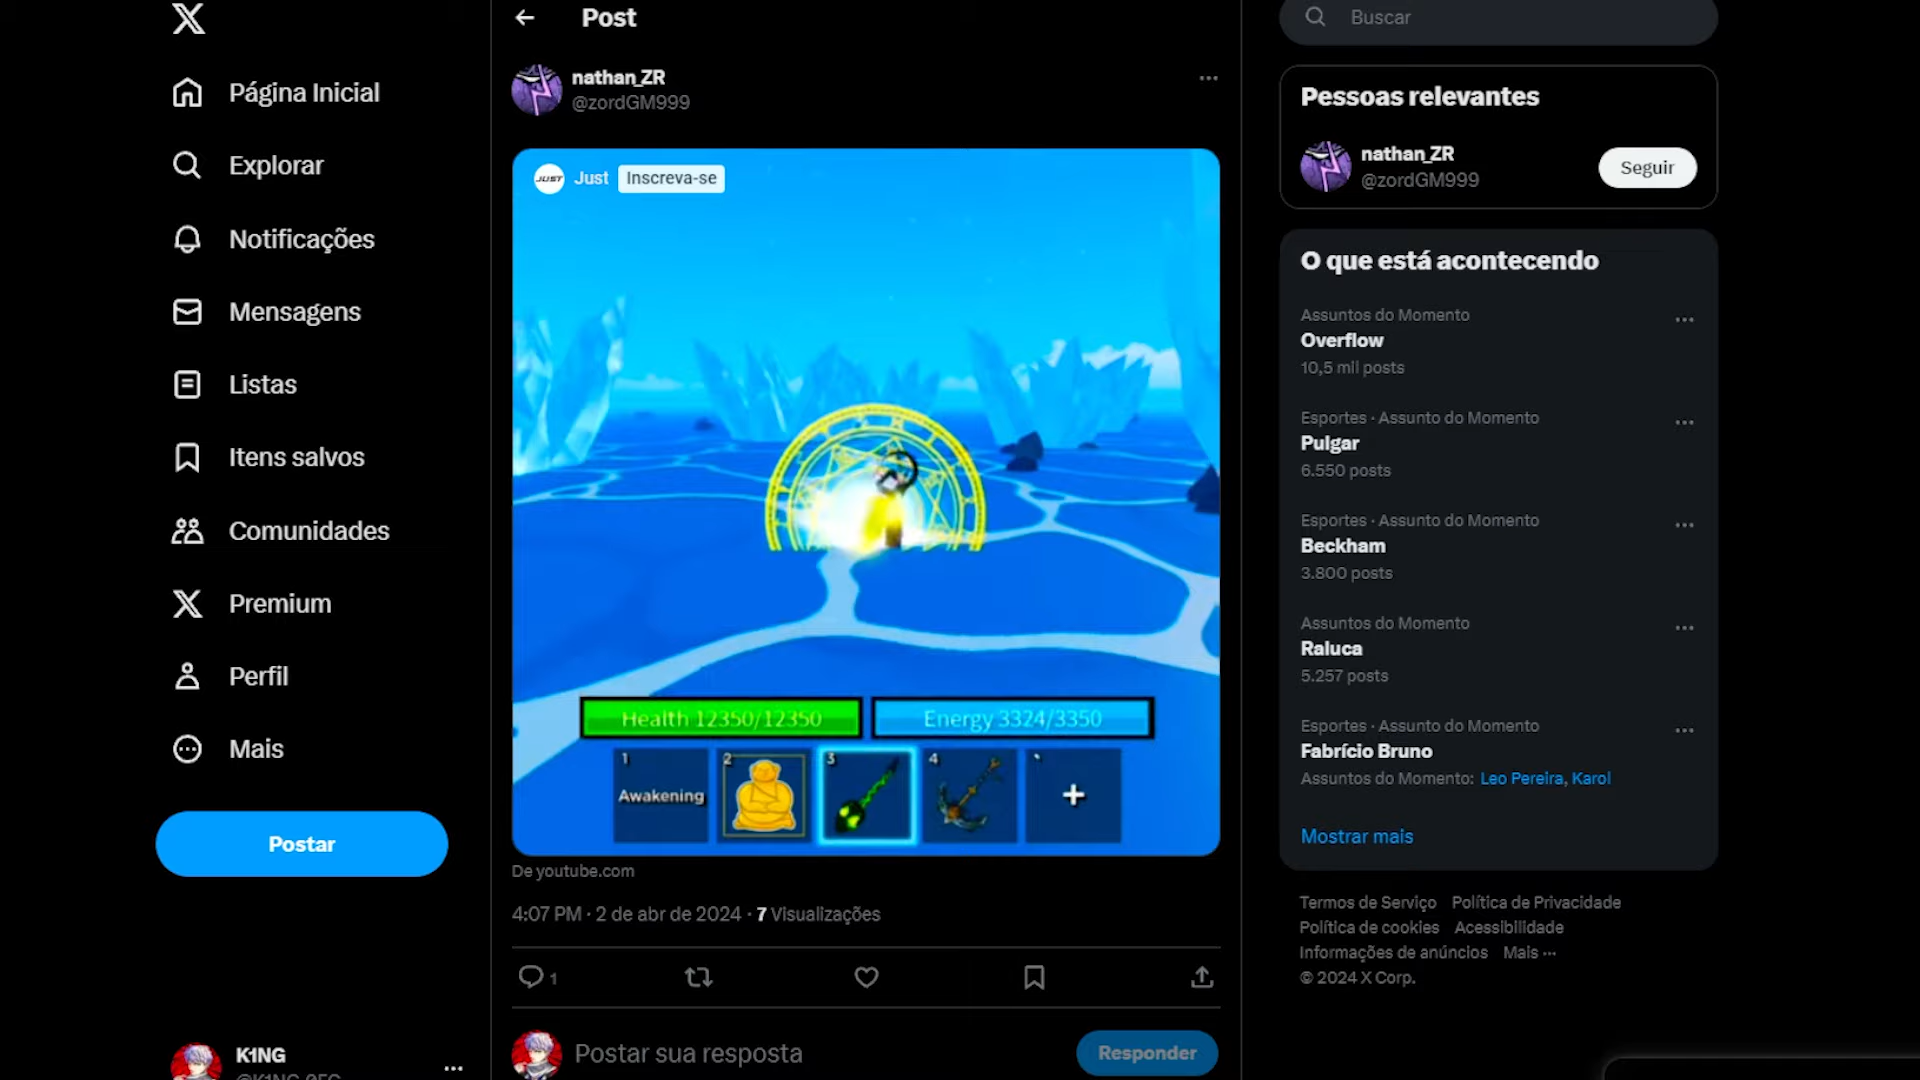 Página Inicial
Explorar
Notificações
Mensagens
Listas
Itens salvos
Comunidades
Premium
Perfil
Mais
Postar
K1NG
Post
nathan_ZR
@zordGM999
JUST
Just
Inscreva-se
Health 12350/12350
Energy 3324/3350
1
Awakening
2
3
4
+
De youtube.com
4:07 PM · 2 de abr de 2024 · 7 Visualizações
1
Postar sua resposta
Responder
Buscar
Pessoas relevantes
nathan_ZR
@zordGM999
Seguir
O que está acontecendo
Assuntos do Momento
Overflow
10,5 mil posts
Esportes · Assunto do Momento
Pulgar
6.550 posts
Esportes · Assunto do Momento
Beckham
3.800 posts
Assuntos do Momento
Raluca
5.257 posts
Esportes · Assunto do Momento
Fabrício Bruno
Assuntos do Momento: Leo Pereira, Karol
Mostrar mais
Termos de Serviço Política de Privacidade
Política de cookies Acessibilidade
Informações de anúncios Mais ···
© 2024 X Corp.